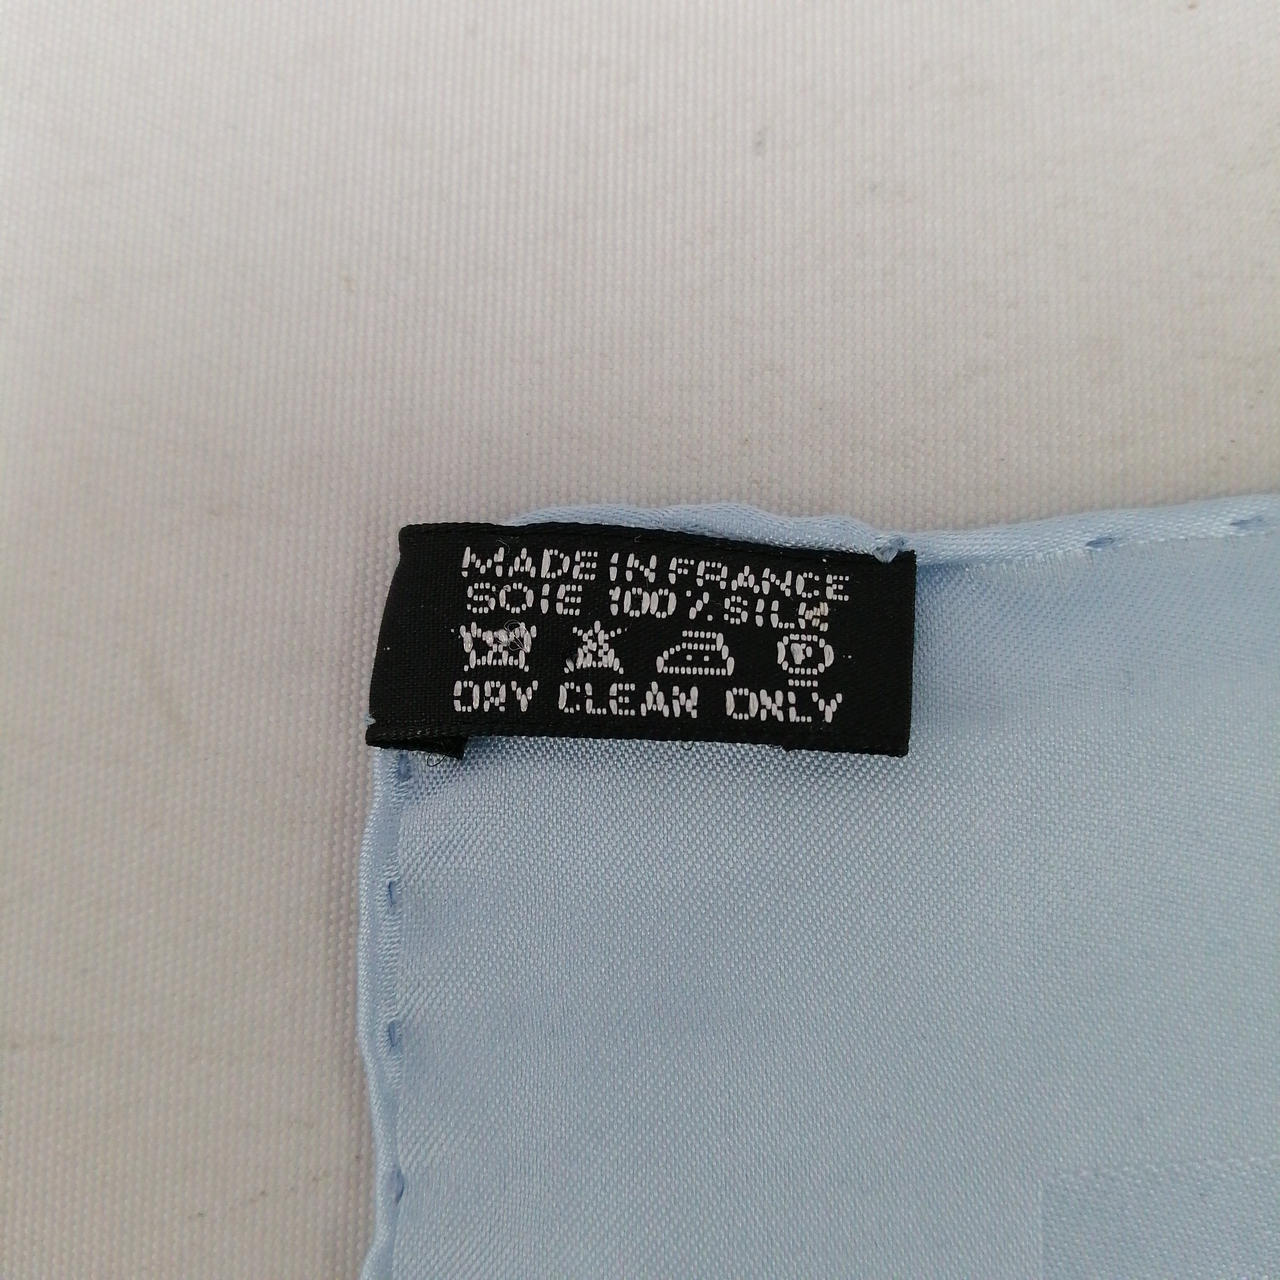 MADE IN FRANCE
SOIE 100% SILK
P
DRY CLEAN ONLY